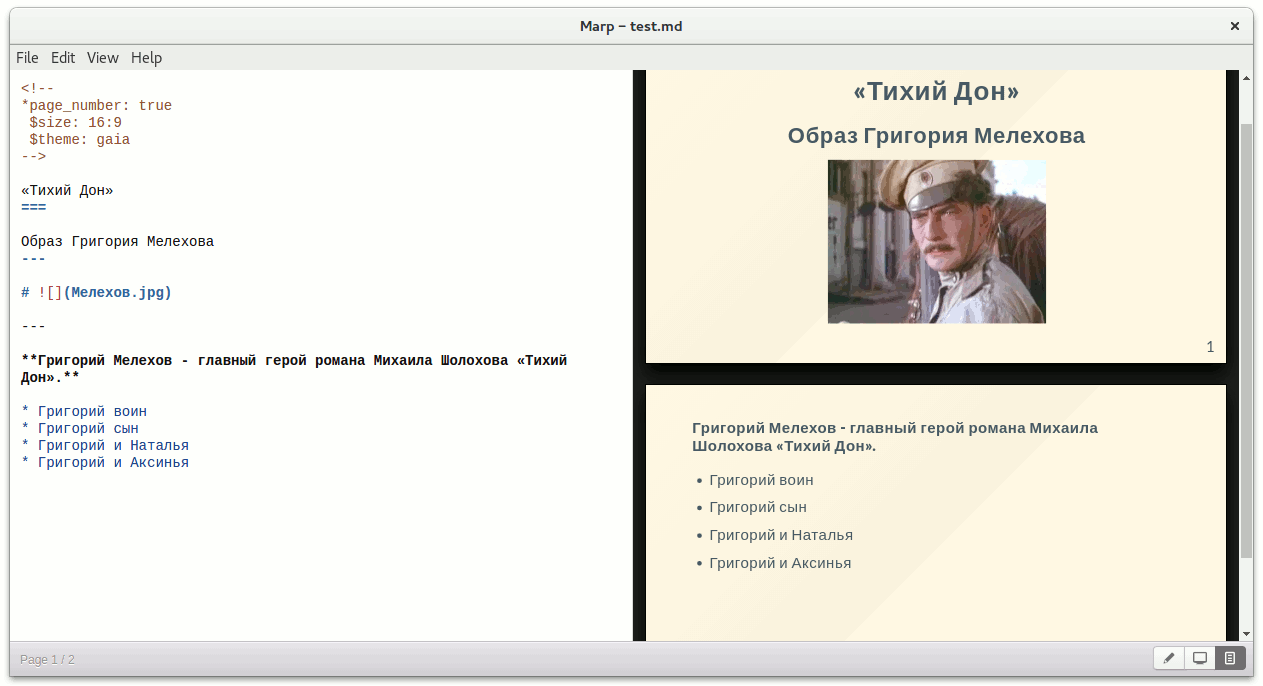 Marp – test.md
File Edit View Help
<!--
*page_number: true
$size: 16:9
$theme: gaia
-->
«Тихий Дон»
===
Образ Григория Мелехова
---
# ![](Мелехов.jpg)
---
**Григорий Мелехов - главный герой романа Михаила Шолохова «Тихий
Дон».**
* Григорий воин
* Григорий сын
* Григорий и Наталья
* Григорий и Аксинья
«Тихий Дон»
Образ Григория Мелехова
1
Григорий Мелехов - главный герой романа Михаила
Шолохова «Тихий Дон».
• Григорий воин
• Григорий сын
• Григорий и Наталья
• Григорий и Аксинья
Page 1 / 2